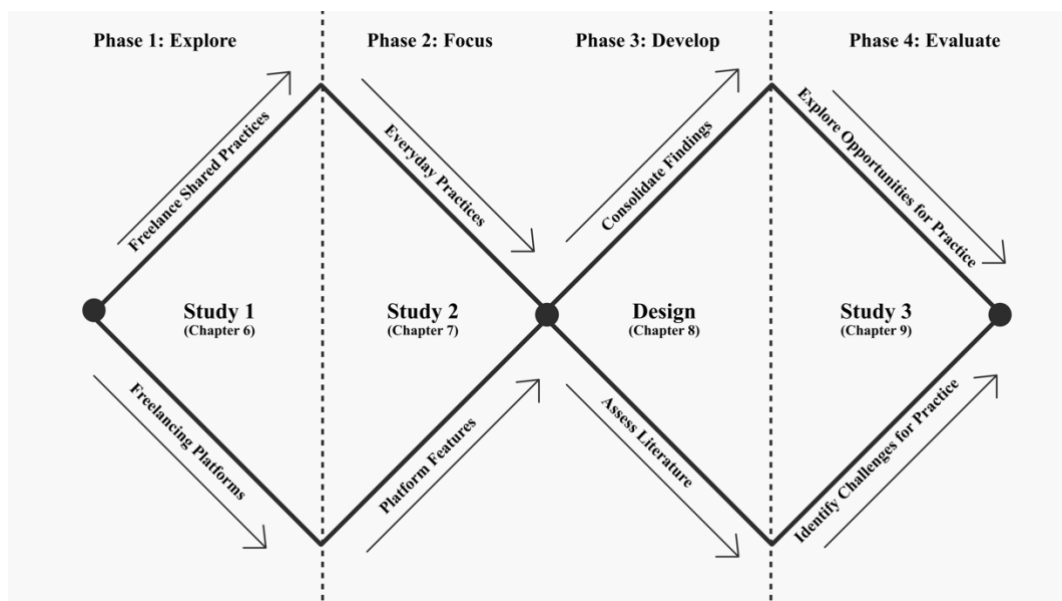 Phase 1: Explore
Phase 2: Focus
Phase 3: Develop
Phase 4: Evaluate
Freelance Shared Practices
Everyday Practices
Consolidate Findings
Explore Opportunities for Practice
Study 1
(Chapter 6)
Study 2
(Chapter 7)
Design
(Chapter 8)
Study 3
(Chapter 9)
Freelancing Platforms
Platform Features
Assess Literature
Identify Challenges for Practice